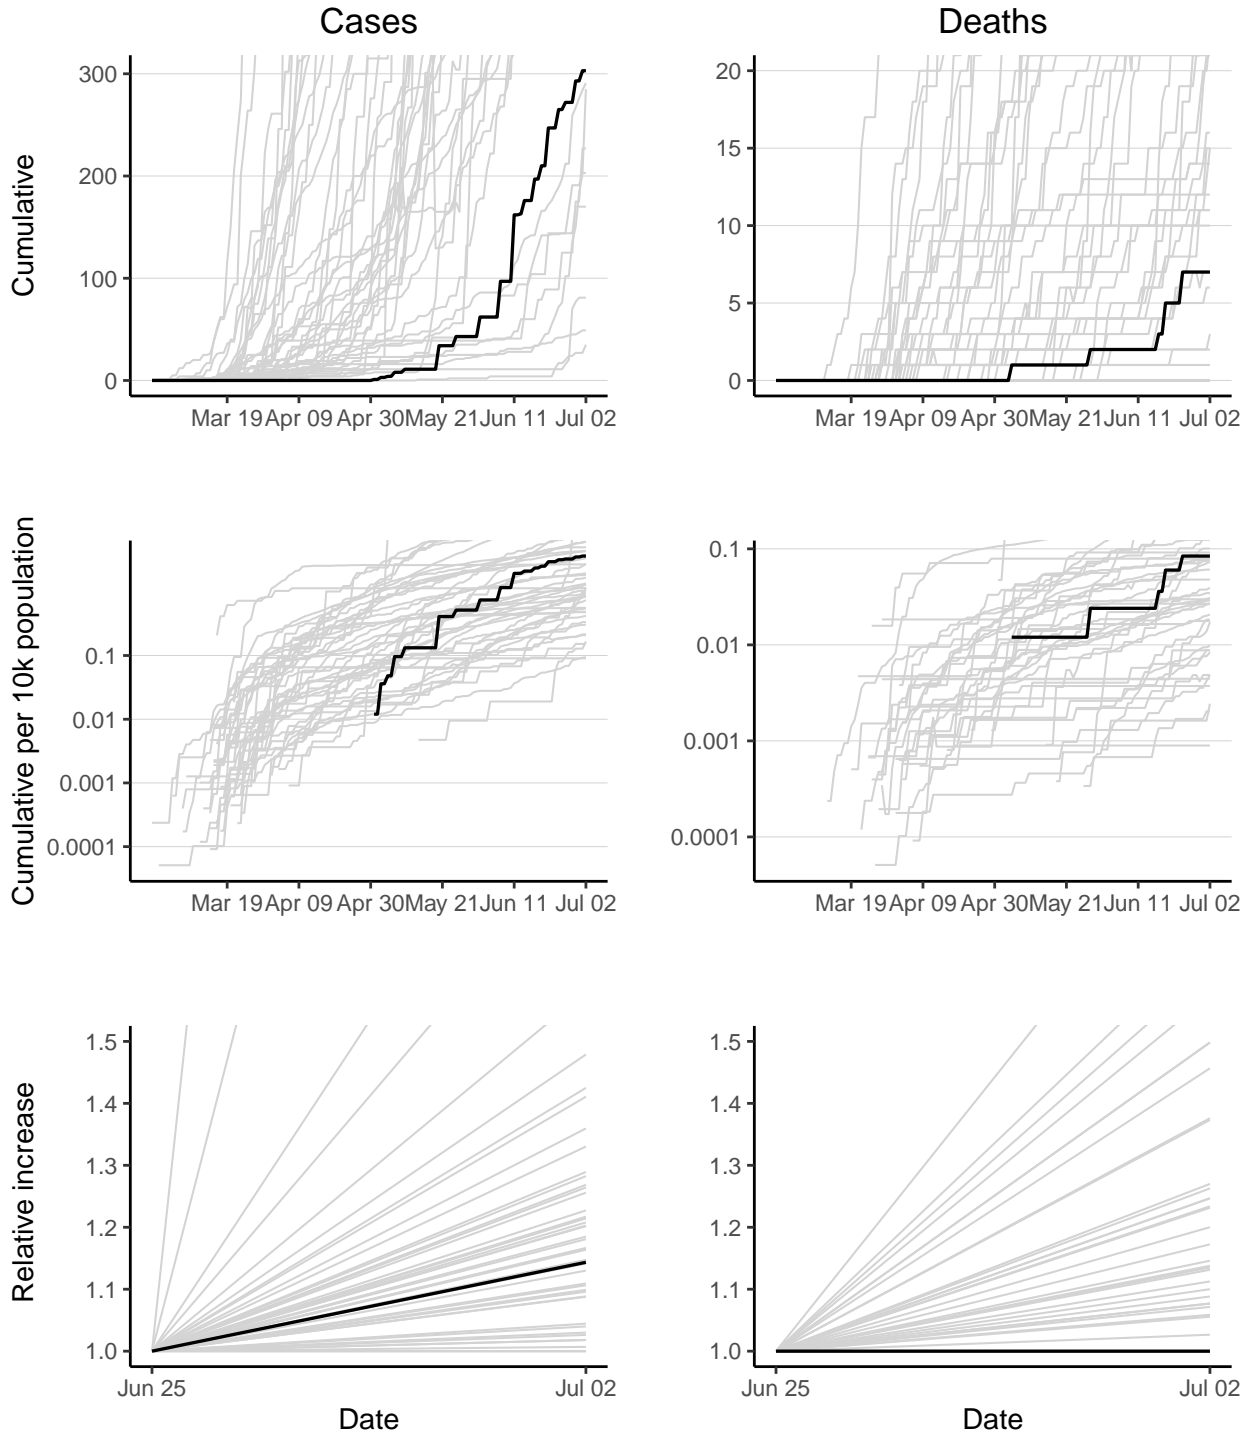 Cases
Deaths
Cumulative
300
200
100
0
Mar 19 Apr 09 Apr 30 May 21 Jun 11 Jul 02
20
15
10
5
0
Mar 19 Apr 09 Apr 30 May 21 Jun 11 Jul 02
Cumulative per 10k population
0.1
0.01
0.001
0.0001
Mar 19 Apr 09 Apr 30 May 21 Jun 11 Jul 02
0.1
0.01
0.001
0.0001
Mar 19 Apr 09 Apr 30 May 21 Jun 11 Jul 02
Relative increase
1.5
1.4
1.3
1.2
1.1
1.0
Jun 25 Jul 02
Date
1.5
1.4
1.3
1.2
1.1
1.0
Jun 25 Jul 02
Date